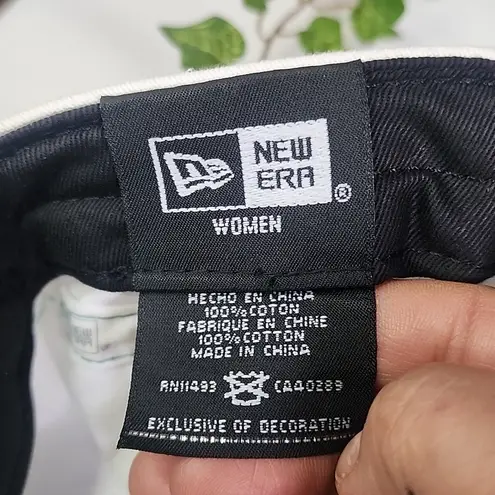 NEW
ERA
®
WOMEN
HECHO EN CHINA
100% COTON
FABRIQUE EN CHINE
100% COTTON
MADE IN CHINA
RN11493 CA40289
EXCLUSIVE OF DECORATION